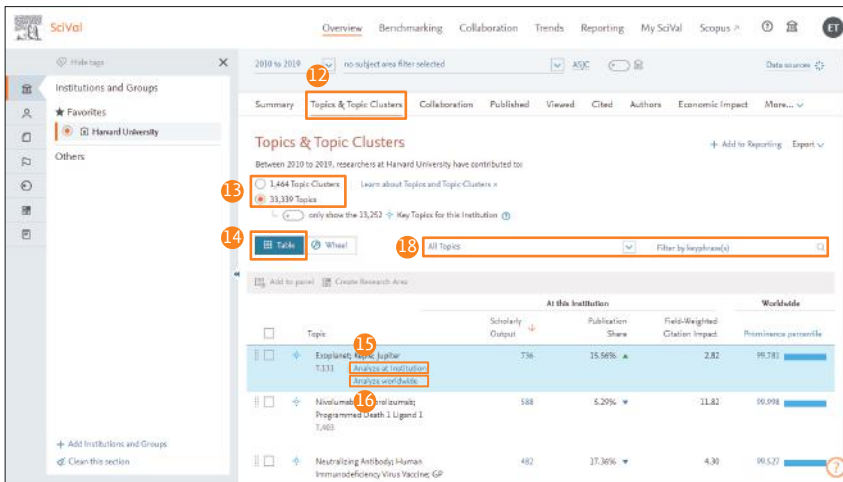 SciVal
Overview Benchmarking Collaboration Trends Reporting My SciVal Scopus ET
Hide tags
2010 to 2019 no subject area filter selected ASJC Data sources
12
Institutions and Groups
Favorites
Harvard University
Others
Summary Topics & Topic Clusters Collaboration Published Viewed Cited Authors Economic Impact More...
Topics & Topic Clusters
+ Add to Reporting Export
Between 2010 to 2019, researchers at Harvard University have contributed to:
13
1,464 Topic Clusters Learn about Topics and Topic Clusters
33,339 Topics
only show the Key Topics for this Institution
14
Table Wheel
18
All Topics Filter by keyphrase(s)
Add to panel Create Research Area
At this Institution Worldwide
Topic Scholarly Output Publication Share Field-Weighted Citation Impact Prominence percentile
15
Exoplanet; Jupiter 736 15.56% 2.82 99.781
T.131 Analyze at Institution
Analyze worldwide
16
588 5.29% 11.82 99.998
Programmed Death 1 Ligand 1
T.403
Neutralizing Antibody; Human 482 17.36% 4.30 99.527
Immunodeficiency Virus Vaccine; GP
+ Add Institutions and Groups
Clean this section